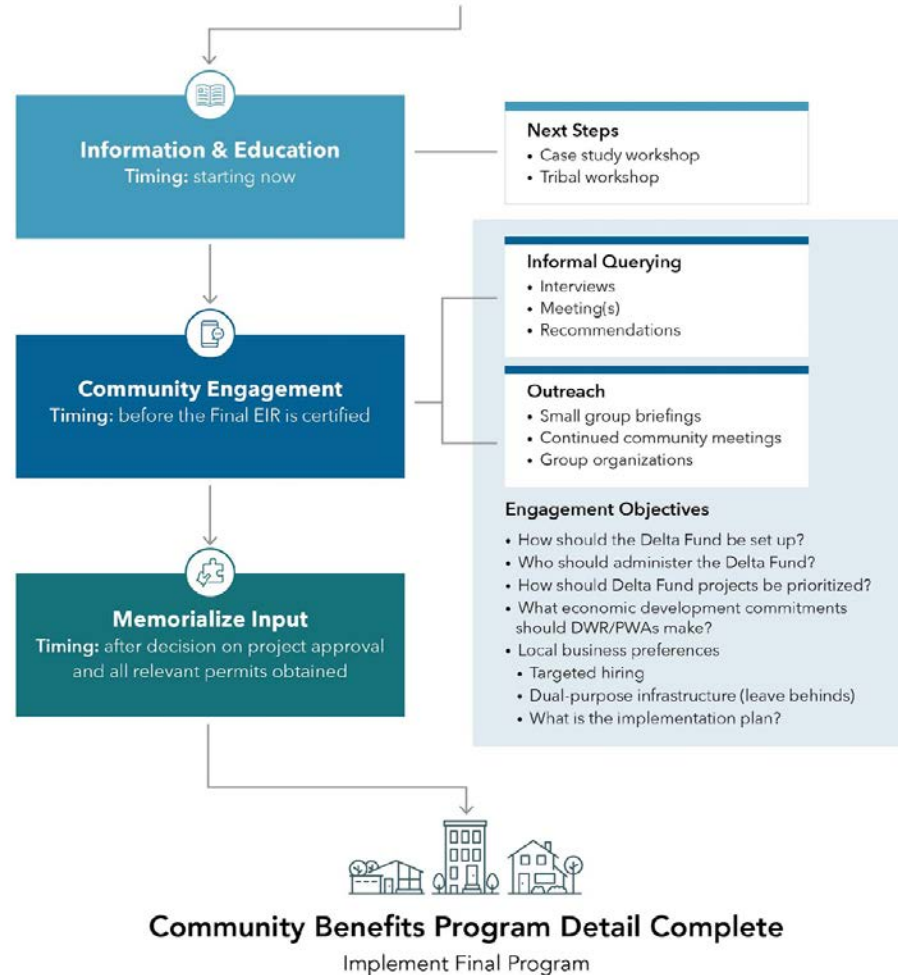 Information & Education
Timing: starting now
Next Steps
• Case study workshop
• Tribal workshop
Community Engagement
Timing: before the Final EIR is certified
Informal Querying
• Interviews
• Meeting(s)
• Recommendations
Outreach
• Small group briefings
• Continued community meetings
• Group organizations
Engagement Objectives
• How should the Delta Fund be set up?
• Who should administer the Delta Fund?
• How should Delta Fund projects be prioritized?
• What economic development commitments
should DWR/PWAs make?
• Local business preferences
• Targeted hiring
• Dual-purpose infrastructure (leave behinds)
• What is the implementation plan?
Memorialize Input
Timing: after decision on project approval
and all relevant permits obtained
Community Benefits Program Detail Complete
Implement Final Program